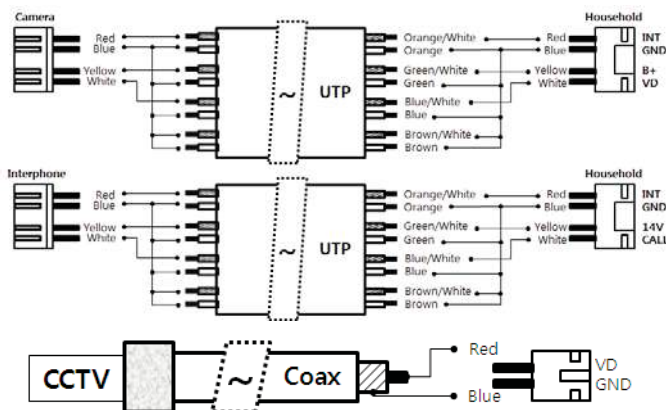 Camera Household
Red Orange/White Red INT
Blue Orange Blue GND
Yellow Green/White Yellow B+
White Green White VD
~ UTP
Blue/White
Blue
Brown/White
Brown
Interphone Household
Red Orange/White Red INT
Blue Orange Blue GND
Yellow Green/White Yellow 14V
White Green White CALL
~ UTP
Blue/White
Blue
Brown/White
Brown
CCTV ~ Coax Red VD
Blue GND